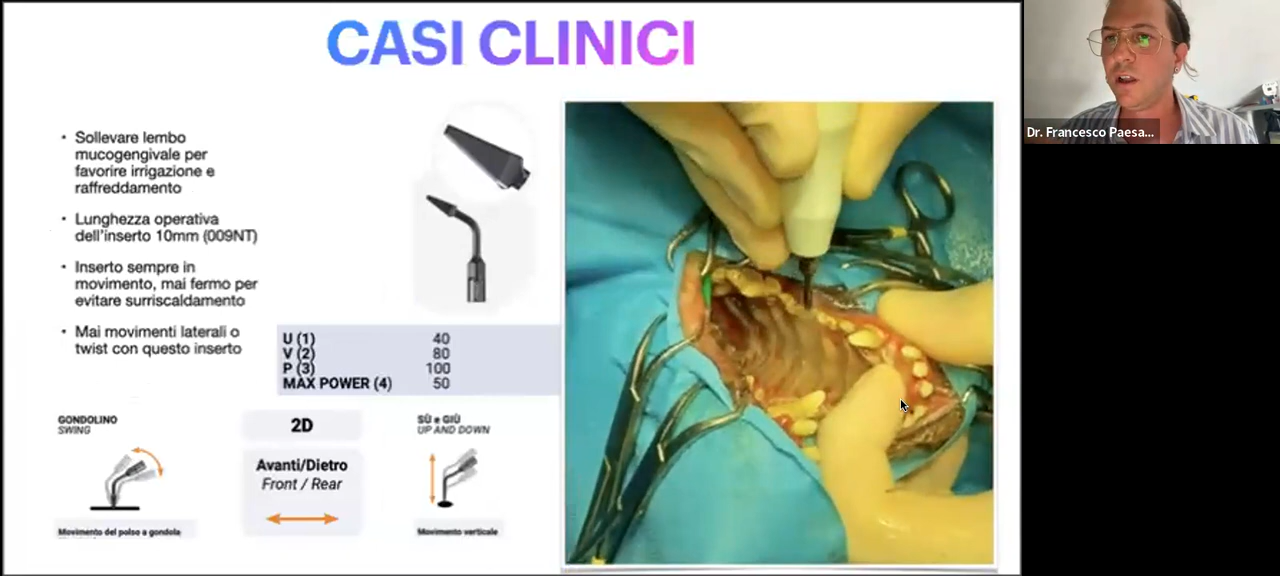 CASI CLINICI
Dr. Francesco Paesa...
• Sollevare lembo
mucogengivale per
favorire irrigazione e
raffreddamento
• Lunghezza operativa
dell'inserto 10mm (009NT)
• Inserto sempre in
movimento, mai fermo per
evitare surriscaldamento
• Mai movimenti laterali o
twist con questo inserto
U (1) 40
V (2) 80
P (3) 100
MAX POWER (4) 50
GONDOLINO
SWING
Movimento del polso a gondola
2D
Avanti/Dietro
Front / Rear
SÙ e GIÙ
UP AND DOWN
Movimento verticale